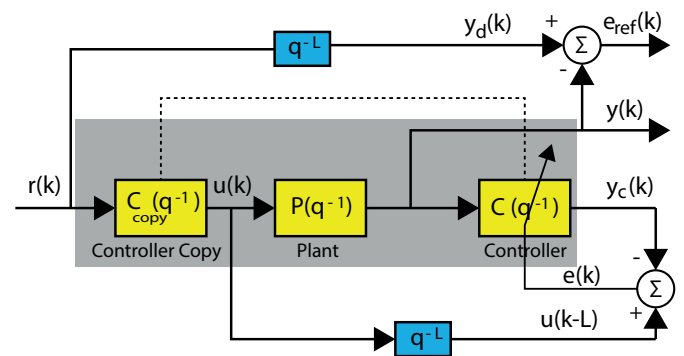 q-L
y_d(k)
+
Σ
e_ref(k)
-
y(k)
r(k)
C_copy(q-1)
u(k)
P(q-1)
C(q-1)
y_c(k)
Controller Copy
Plant
Controller
-
e(k)
Σ
+
u(k-L)
q-L